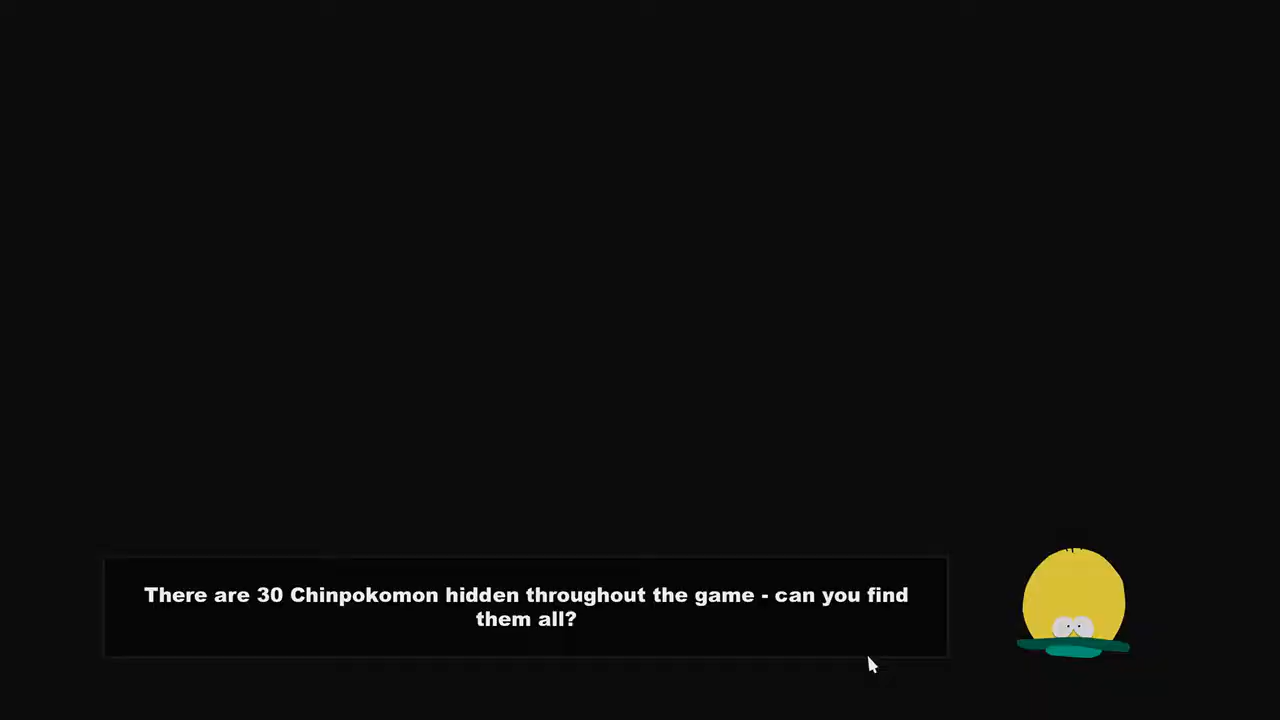 There are 30 Chinpokomon hidden throughout the game - can you find
them all?